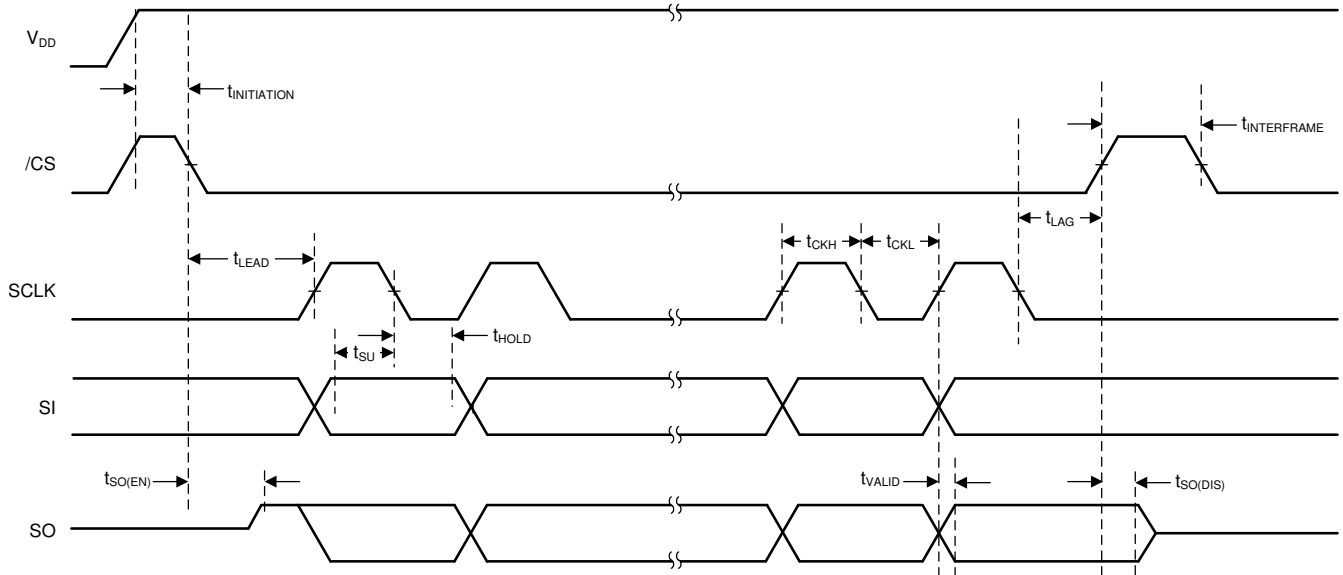 VDD
tINITIATION
tINTERFRAME
/CS
tLAG
tCKH
tCKL
tLEAD
SCLK
tHOLD
tSU
SI
tSO(EN)
tVALID
tSO(DIS)
SO